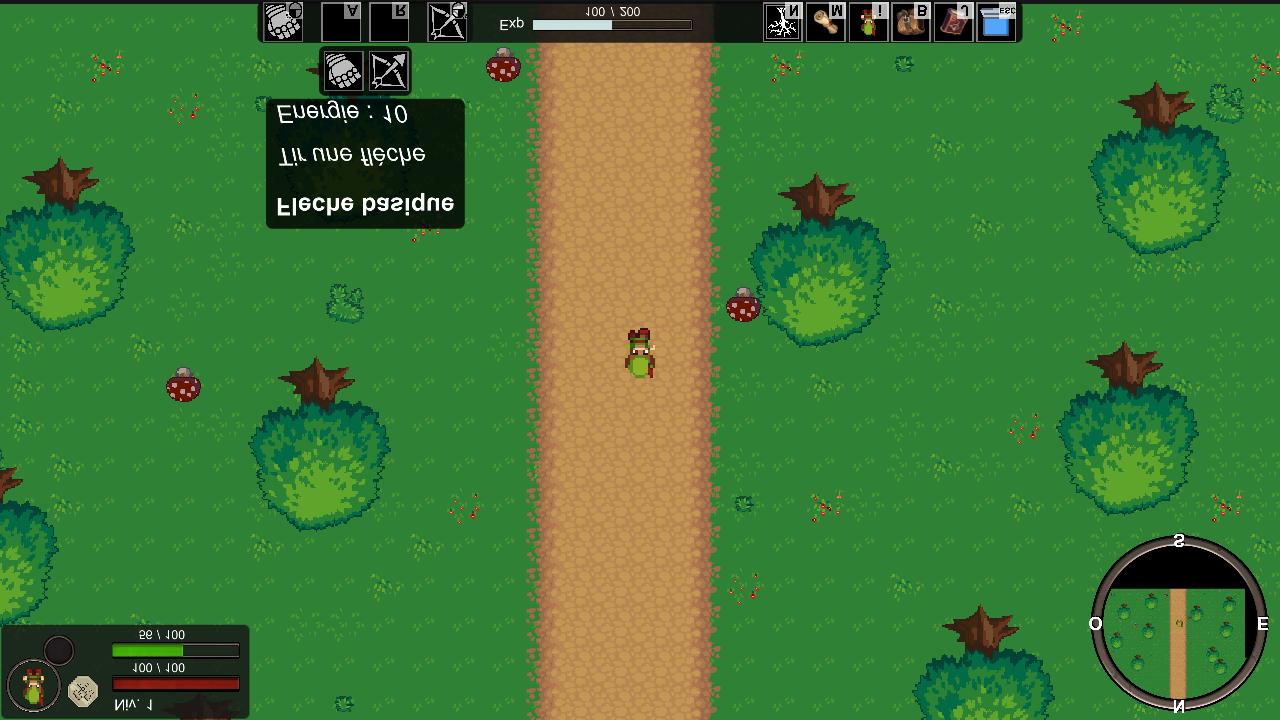 Niv. 1
100 / 100
56 / 100
N
O
E
S
Fleche basique
Tir une flèche
Energie : 10
A
R
Exp
100 / 200
N
M
I
B
J
ESC